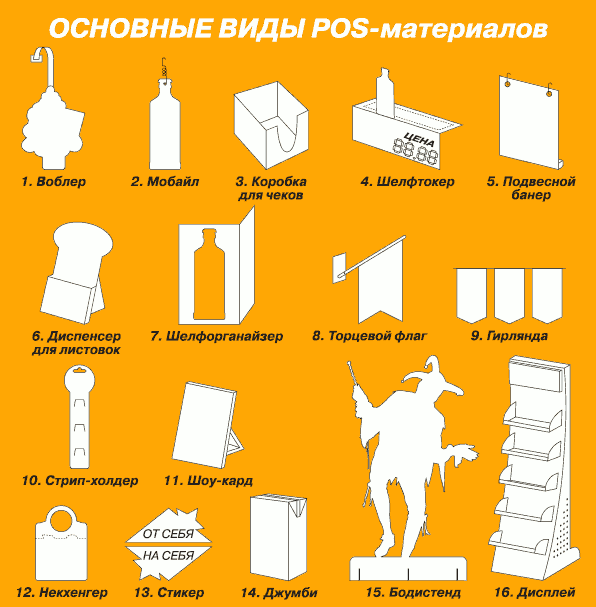 ОСНОВНЫЕ ВИДЫ POS-материалов
1. Воблер
2. Мобайл
3. Коробка
для чеков
ЦЕНА
88.88
4. Шелфтокер
5. Подвесной
банер
6. Диспенсер
для листовок
7. Шелфорганайзер
8. Торцевой флаг
9. Гирлянда
10. Стрип-холдер
11. Шоу-кард
12. Некхенгер
ОТ СЕБЯ
НА СЕБЯ
13. Стикер
14. Джумби
15. Бодистенд
16. Дисплей